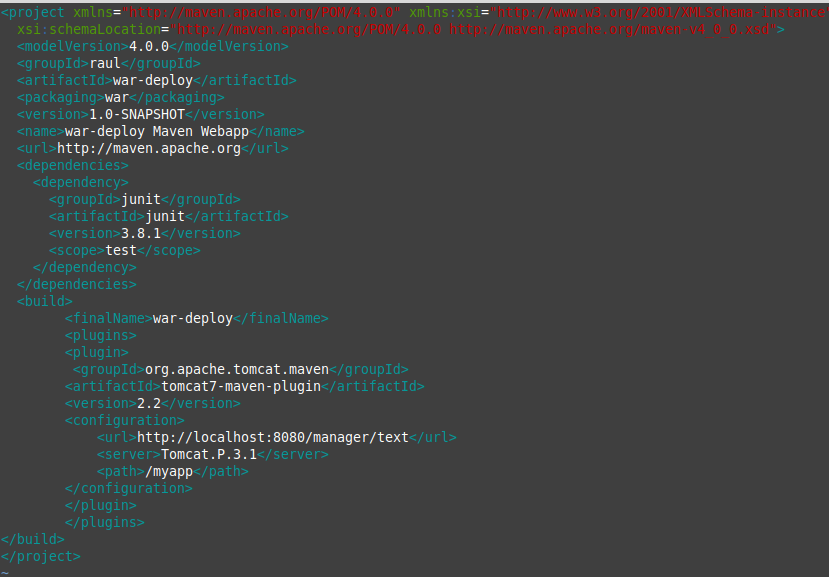 <project xmlns="http://maven.apache.org/POM/4.0.0" xmlns:xsi="http://www.w3.org/2001/XMLSchema-instance
  xsi:schemaLocation="http://maven.apache.org/POM/4.0.0 http://maven.apache.org/maven-v4_0_0.xsd">
  <modelVersion>4.0.0</modelVersion>
  <groupId>raul</groupId>
  <artifactId>war-deploy</artifactId>
  <packaging>war</packaging>
  <version>1.0-SNAPSHOT</version>
  <name>war-deploy Maven Webapp</name>
  <url>http://maven.apache.org</url>
  <dependencies>
    <dependency>
      <groupId>junit</groupId>
      <artifactId>junit</artifactId>
      <version>3.8.1</version>
      <scope>test</scope>
    </dependency>
  </dependencies>
  <build>
        <finalName>war-deploy</finalName>
        <plugins>
        <plugin>
         <groupId>org.apache.tomcat.maven</groupId>
        <artifactId>tomcat7-maven-plugin</artifactId>
        <version>2.2</version>
        <configuration>
            <url>http://localhost:8080/manager/text</url>
            <server>Tomcat.P.3.1</server>
            <path>/myapp</path>
        </configuration>
        </plugin>
        </plugins>
</build>
</project>
~